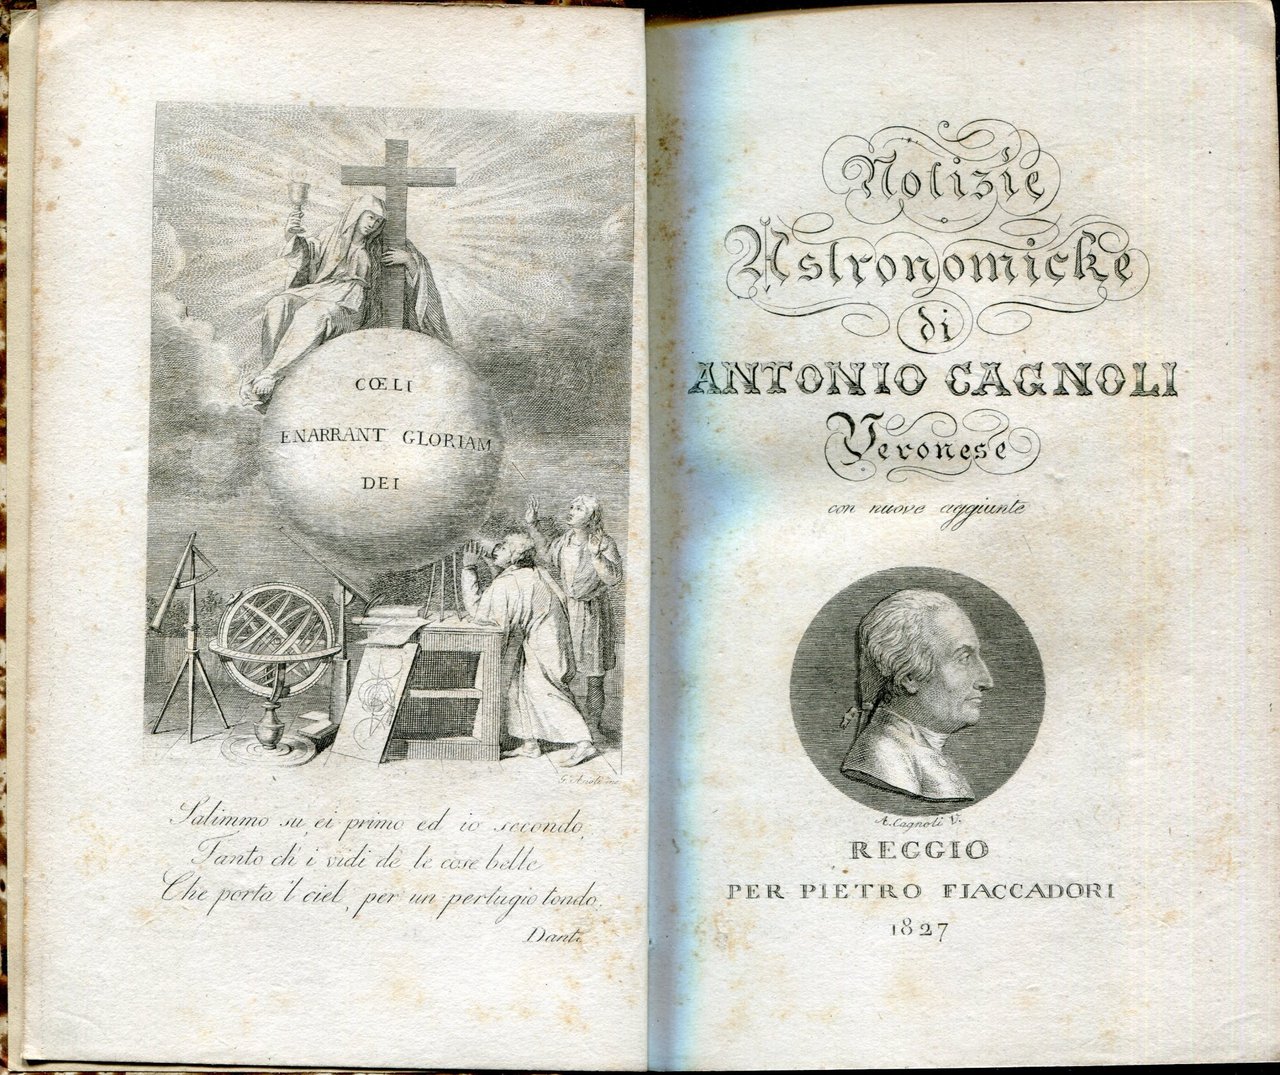 CŒLI
ENARRANT GLORIAM
DEI
Salimmo su, ei primo ed io secondo,
Tanto ch' i vidi de le cose belle
Che porta 'l ciel, per un pertugio tondo.
Dante
Notizie
Astronomiche
di
ANTONIO CAGNOLI
Veronese
con nuove aggiunte
A. Cagnoli V.
REGGIO
PER PIETRO FIACCADORI
1827